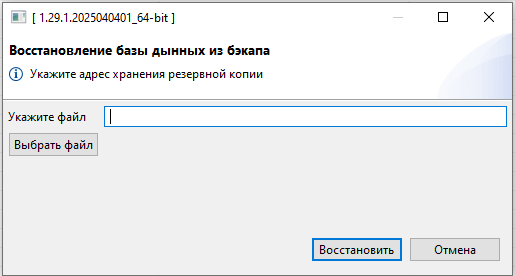 [ 1.29.1.2025040401_64-bit ]
Восстановление базы дынных из бэкапа
Укажите адрес хранения резервной копии
Укажите файл
Выбрать файл
Восстановить
Отмена